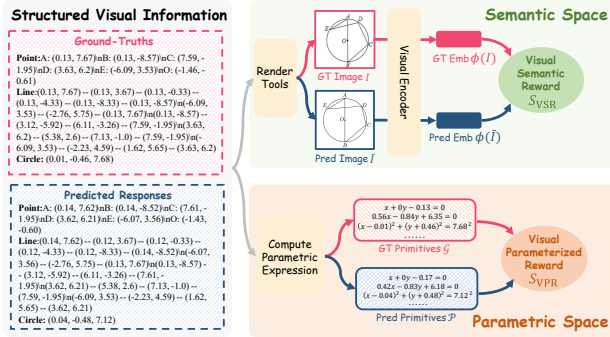 Structured Visual Information
Ground-Truths
Point:A: (0.13, 7.67)\nB: (0.13, -8.57)\nC: (7.59, -
1.95)\nD: (3.63, 6.2)\nE: (-6.09, 3.53)\nO: (-1.46, -
0.61)
Line:(0.13, 7.67) -- (0.13, 3.67) -- (0.13, -0.33) --
(0.13, -4.33) -- (0.13, -8.33) -- (0.13, -8.57)\n(-6.09,
3.53) -- (-2.76, 5.75) -- (0.13, 7.67)\n(0.13, -8.57) --
(3.12, -5.92) -- (6.11, -3.26) -- (7.59, -1.95)\n(3.63,
6.2) -- (5.38, 2.6) -- (7.13, -1.0) -- (7.59, -1.95)\n(-
6.09, 3.53) -- (-2.23, 4.59) -- (1.62, 5.65) -- (3.63, 6.2)
Circle: (0.01, -0.46, 7.68)
Predicted Responses
Point:A: (0.14, 7.62)\nB: (0.14, -8.52)\nC: (7.61, -
1.95)\nD: (3.62, 6.21)\nE: (-6.07, 3.56)\nO: (-1.43,
-0.60)
Line:(0.14, 7.62) -- (0.12, 3.67) -- (0.12, -0.33) --
(0.12, -4.33) -- (0.12, -8.33) -- (0.14, -8.52)\n(-6.07,
3.56) -- (-2.76, 5.75) -- (0.13, 7.67)\n(0.13, -8.57) -
- (3.12, -5.92) -- (6.11, -3.26) -- (7.61, -
1.95)\n(3.62, 6.21) -- (5.38, 2.6) -- (7.13, -1.0) --
(7.59, -1.95)\n(-6.09, 3.53) -- (-2.23, 4.59) -- (1.62,
5.65) -- (3.62, 6.21)
Circle: (0.04, -0.48, 7.12)
Semantic Space
Render
Tools
GT Image I
Pred Image Ī
Visual Encoder
GT Emb ϕ(I)
Pred Emb ϕ(Ī)
Visual
Semantic
Reward
S_VSR
Compute
Parametric
Expression
x + 0y − 0.13 = 0
0.56x − 0.84y + 6.35 = 0
(x − 0.01)² + (y + 0.46)² = 7.68²
......
GT Primitives 𝒢
x + 0y − 0.17 = 0
0.42x − 0.83y + 6.18 = 0
(x − 0.04)² + (y + 0.48)² = 7.12²
......
Pred Primitives 𝒫
Visual
Parameterized
Reward
S_VPR
Parametric Space